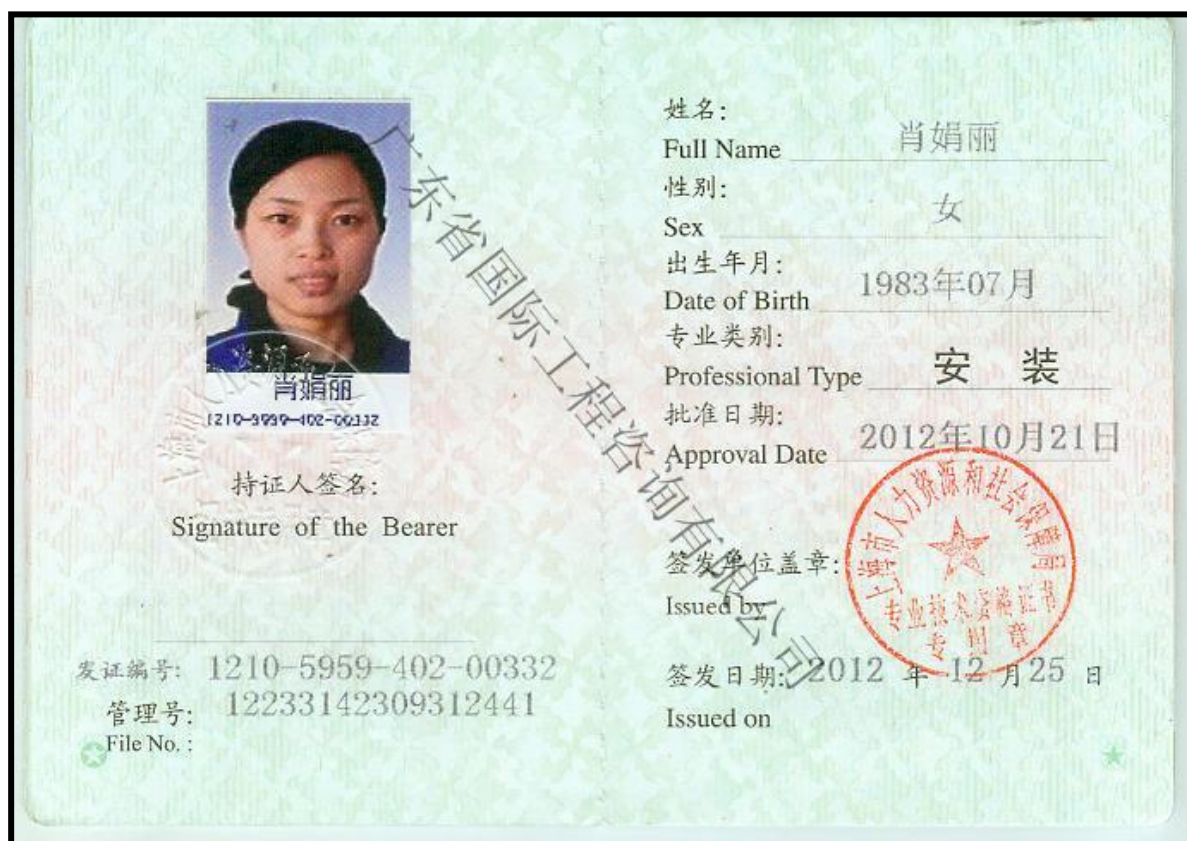 肖娟丽
1210-5959-402-00332
持证人签名:
Signature of the Bearer
发证编号: 1210-5959-402-00332
管理号: 12233142309312441
File No. :
姓名:
Full Name 肖娟丽
性别:
Sex 女
出生年月:
Date of Birth 1983年07月
专业类别:
Professional Type 安 装
批准日期:
Approval Date 2012年10月21日
签发单位盖章:
Issued by
上海市人力资源和社会保障局
专业技术资格证书
专用章
签发日期: 2012 年 12 月 25 日
Issued on
广东省国际工程咨询有限公司